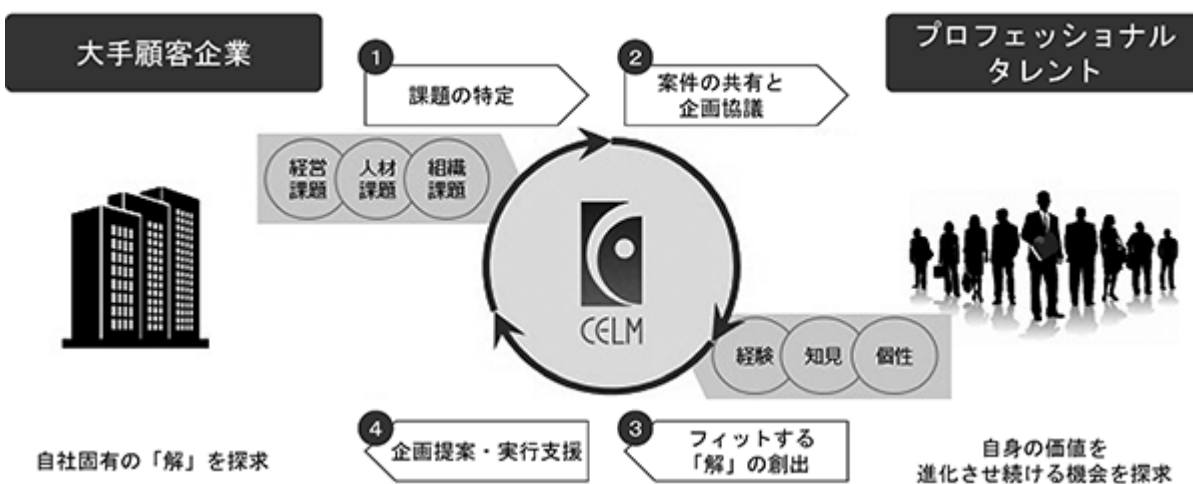 大手顧客企業
プロフェッショナル
タレント
1
課題の特定
2
案件の共有と
企画協議
経営
課題
人材
課題
組織
課題
CELM
経験
知見
個性
4
企画提案・実行支援
3
フィットする
「解」の創出
自社固有の「解」を探求
自身の価値を
進化させ続ける機会を探求